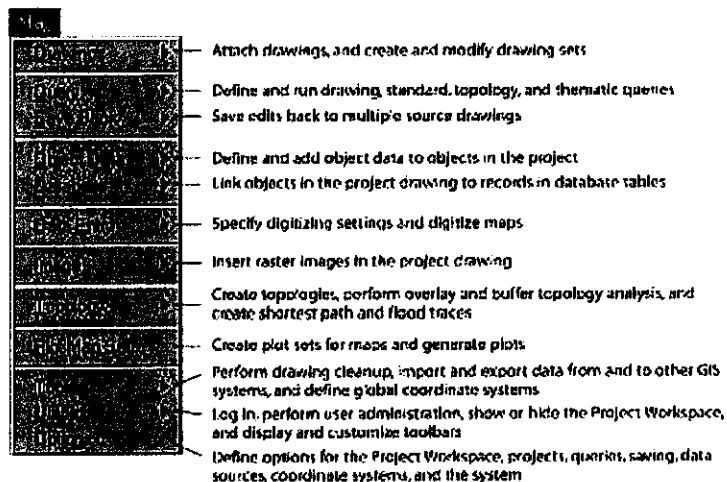 Map
Attach drawings, and create and modify drawing sets
Define and run drawing, standard, topology, and thematic queries
Save edits back to multiple source drawings
Define and add object data to objects in the project
Link objects in the project drawing to records in database tables
Specify digitizing settings and digitize maps
Insert raster images in the project drawing
Create topologies, perform overlay and buffer topology analysis, and
create shortest path and flood traces
Create plot sets for maps and generate plots
Perform drawing cleanup, import and export data from and to other GIS
systems, and define global coordinate systems
Log in, perform user administration, show or hide the Project Workspace,
and display and customize toolbars
Define options for the Project Workspace, projects, queries, saving, data
sources, coordinate systems, and the system